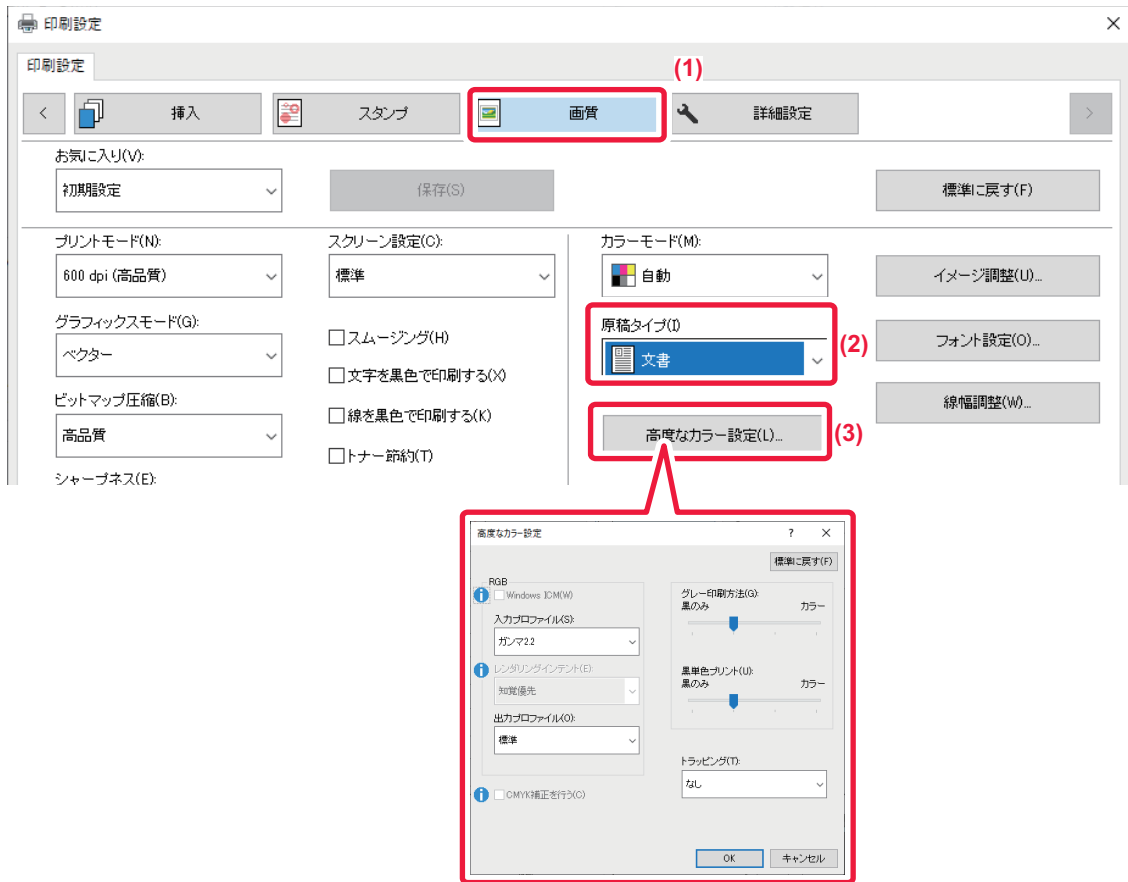 印刷設定
印刷設定
(1)
挿入
スタンプ
画質
詳細設定
お気に入り(V):
初期設定
保存(S)
標準に戻す(F)
プリントモード(N):
600 dpi (高品質)
スクリーン設定(C):
標準
カラーモード(M):
自動
イメージ調整(U)...
グラフィックスモード(G):
ベクター
スムージング(H)
原稿タイプ(I)
文書
(2)
フォント設定(O)...
文字を黒色で印刷する(X)
ビットマップ圧縮(B):
高品質
線を黒色で印刷する(K)
線幅調整(W)...
高度なカラー設定(L)...
(3)
トナー節約(T)
シャープネス(E):
高度なカラー設定
?
標準に戻す(F)
RGB
Windows ICM(W)
入力プロファイル(S):
ガンマ2.2
レンダリングインテント(E):
知覚優先
出力プロファイル(O):
標準
CMYK補正を行う(C)
グレー印刷方法(G):
黒のみ カラー
黒単色プリント(U):
黒のみ カラー
トラッピング(T):
なし
OK
キャンセル